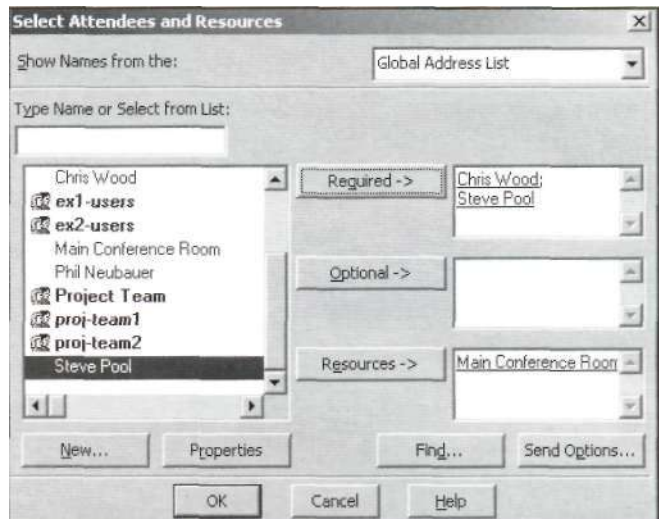 Select Attendees and Resources
Show Names from the:
Global Address List
Type Name or Select from List:
Chris Wood
ex1-users
ex2-users
Main Conference Room
Phil Neubauer
Project Team
proj-team1
proj-team2
Steve Pool
Required ->
Chris Wood;
Steve Pool
Optional ->
Resources ->
Main Conference Room
New...
Properties
Find...
Send Options...
OK
Cancel
Help